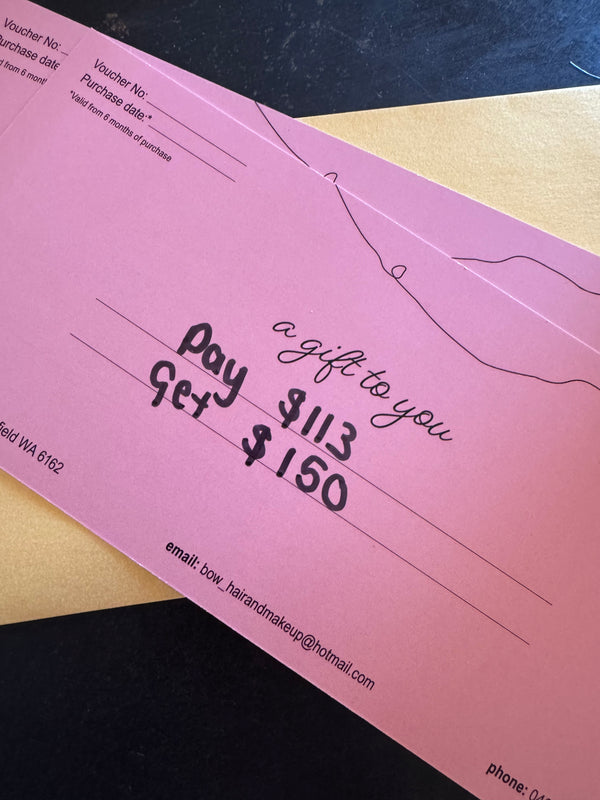 Voucher No:
Purchase date:
Voucher No:
Purchase date:*
*Valid from 6 months of purchase
a gift to you
Pay $113
Get $150
field WA 6162
email: bow_hairandmakeup@hotmail.com
phone: 04